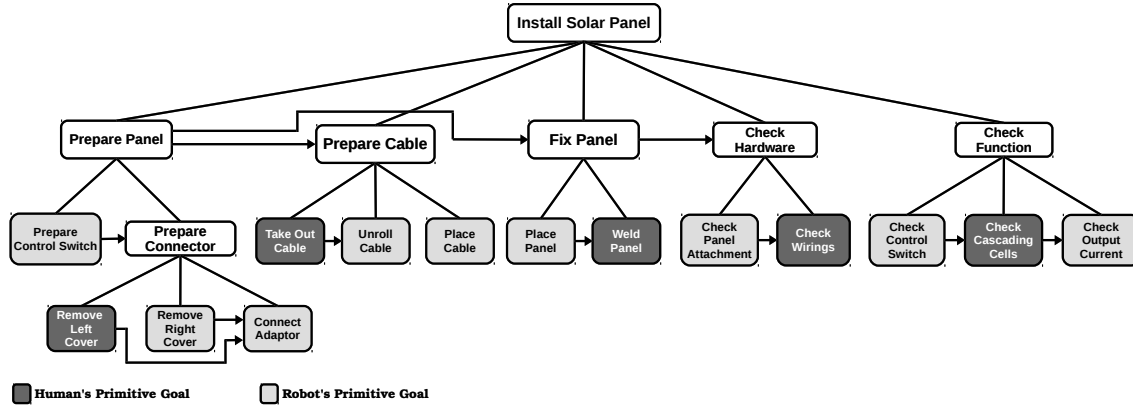 Install Solar Panel
Prepare Panel
Prepare Cable
Fix Panel
Check
Hardware
Check
Function
Prepare
Control Switch
Prepare
Connector
Take Out
Cable
Unroll
Cable
Place
Cable
Place
Panel
Weld
Panel
Check
Panel
Attachment
Check
Wirings
Check
Control
Switch
Check
Cascading
Cells
Check
Output
Current
Remove
Left
Cover
Remove
Right
Cover
Connect
Adaptor
Human's Primitive Goal
Robot's Primitive Goal